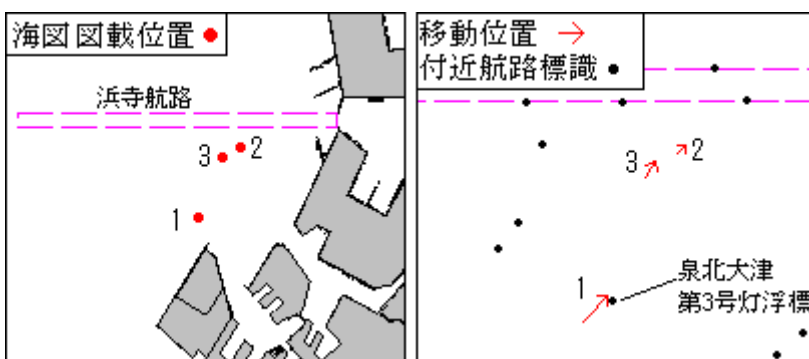 海図図載位置
浜寺航路
3
2
1
移動位置
付近航路標識
3
2
1
泉北大津
第3号灯浮標